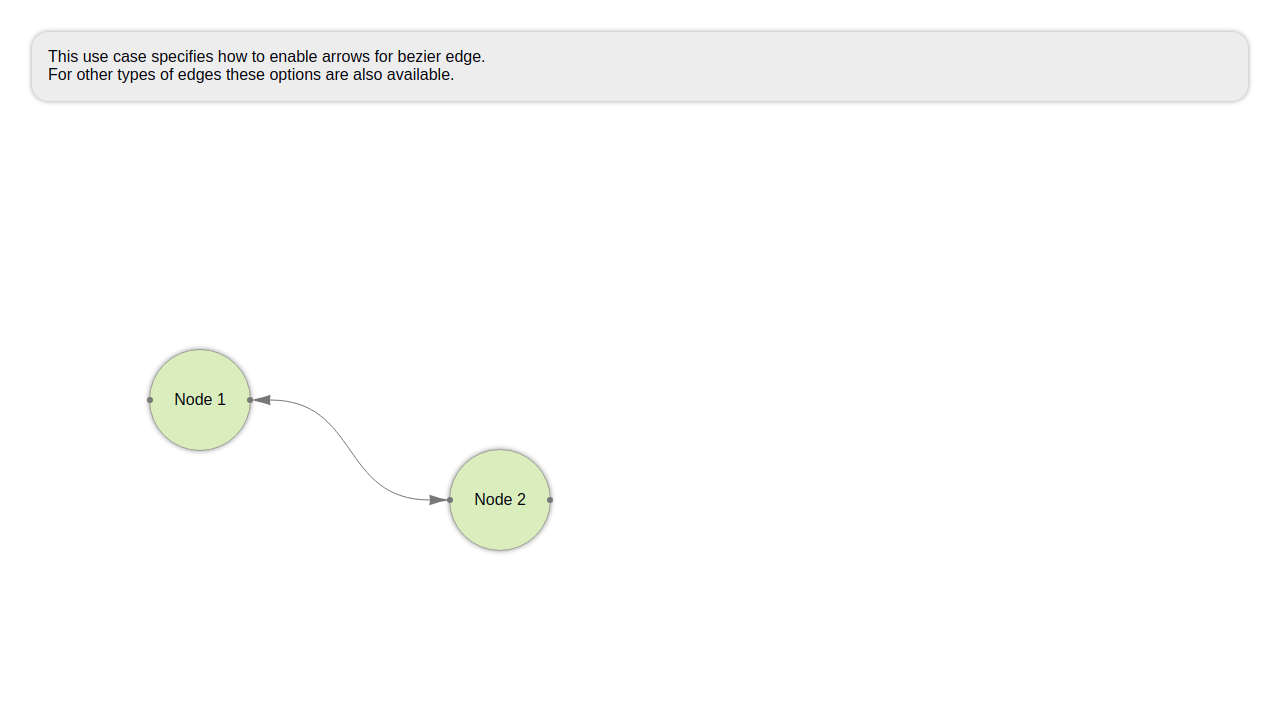 This use case specifies how to enable arrows for bezier edge.
For other types of edges these options are also available.
Node 1
Node 2